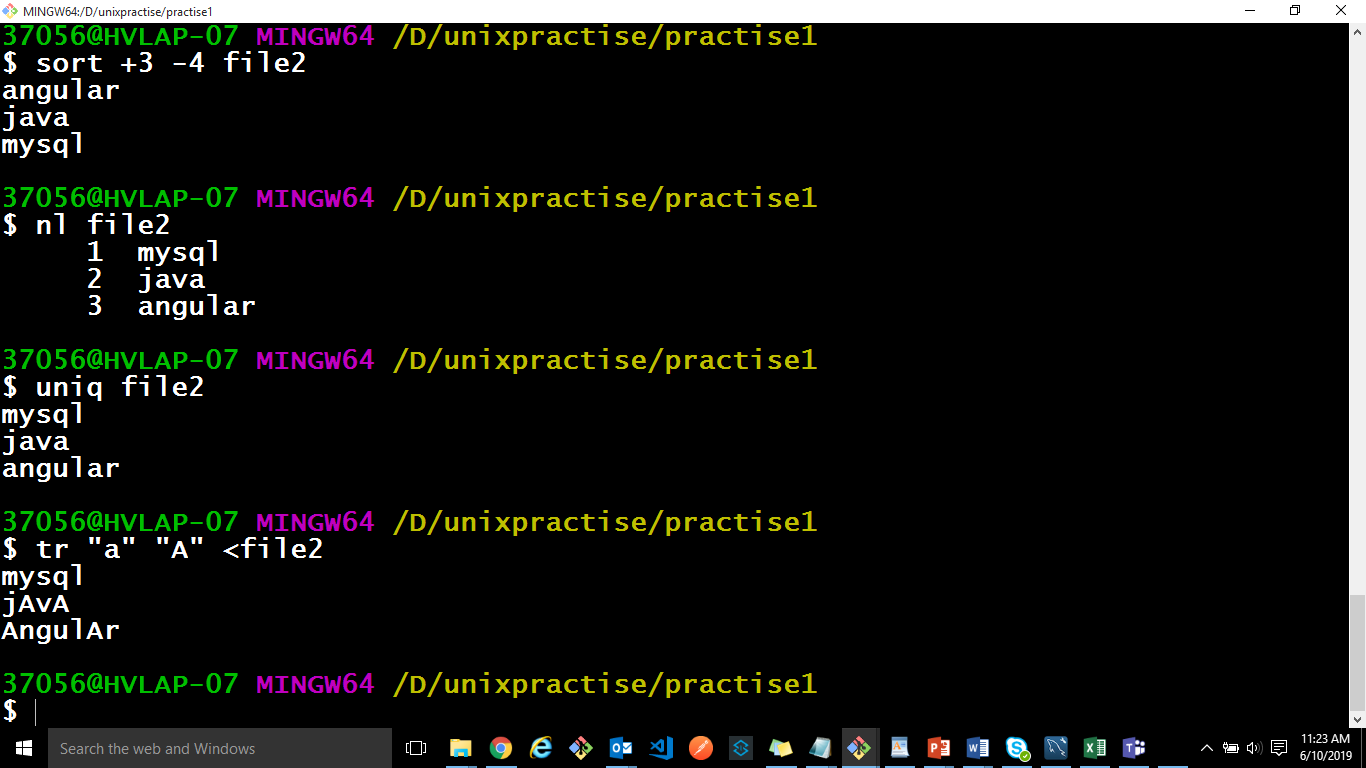 MINGW64:/D/unixpractise/practise1
37056@HVLAP-07 MINGW64 /D/unixpractise/practise1
$ sort +3 -4 file2
angular
java
mysql
37056@HVLAP-07 MINGW64 /D/unixpractise/practise1
$ nl file2
1 mysql
2 java
3 angular
37056@HVLAP-07 MINGW64 /D/unixpractise/practise1
$ uniq file2
mysql
java
angular
37056@HVLAP-07 MINGW64 /D/unixpractise/practise1
$ tr "a" "A" <file2
mysql
jAvA
AngulAr
37056@HVLAP-07 MINGW64 /D/unixpractise/practise1
$
Search the web and Windows
11:23 AM
6/10/2019